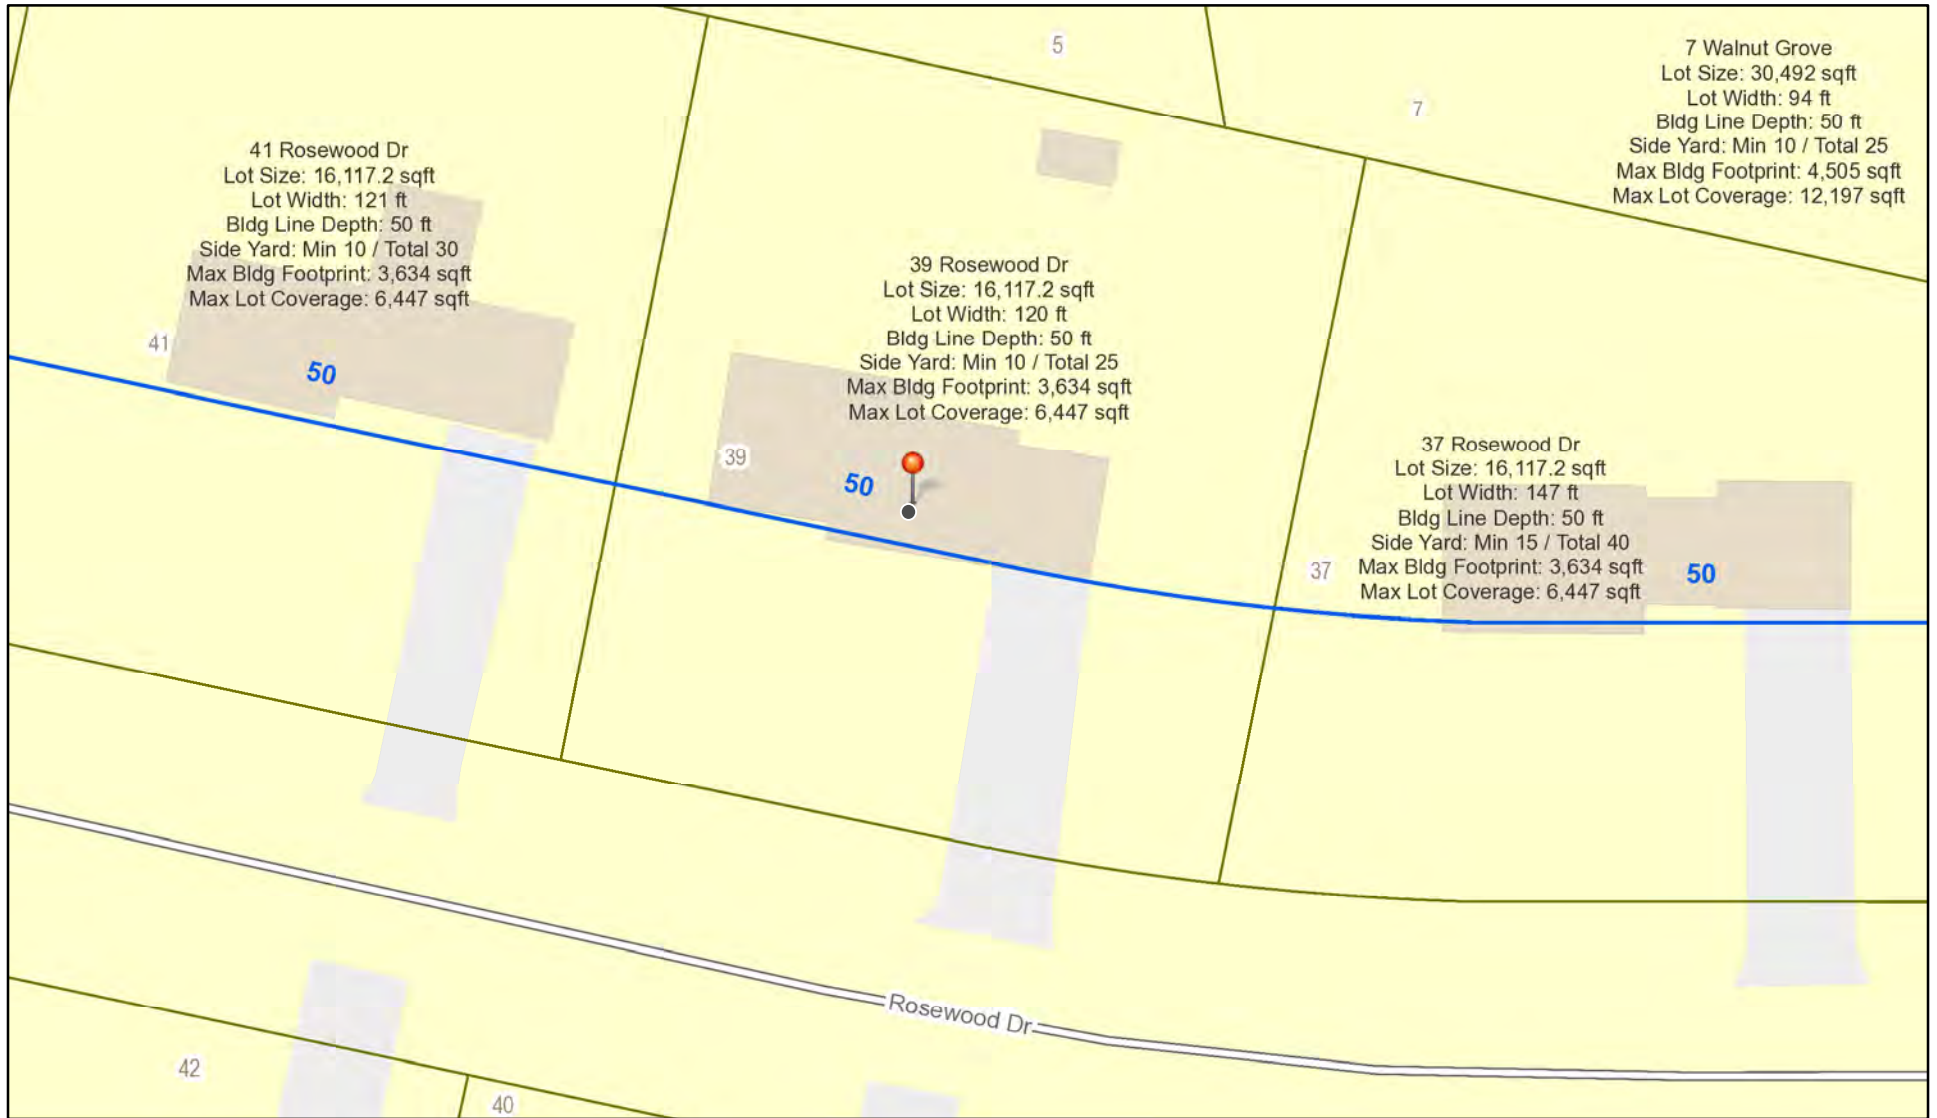 5
7
7 Walnut Grove
Lot Size: 30,492 sqft
Lot Width: 94 ft
Bldg Line Depth: 50 ft
Side Yard: Min 10 / Total 25
Max Bldg Footprint: 4,505 sqft
Max Lot Coverage: 12,197 sqft
41 Rosewood Dr
Lot Size: 16,117.2 sqft
Lot Width: 121 ft
Bldg Line Depth: 50 ft
Side Yard: Min 10 / Total 30
Max Bldg Footprint: 3,634 sqft
Max Lot Coverage: 6,447 sqft
41
50
39 Rosewood Dr
Lot Size: 16,117.2 sqft
Lot Width: 120 ft
Bldg Line Depth: 50 ft
Side Yard: Min 10 / Total 25
Max Bldg Footprint: 3,634 sqft
Max Lot Coverage: 6,447 sqft
39
50
37 Rosewood Dr
Lot Size: 16,117.2 sqft
Lot Width: 147 ft
Bldg Line Depth: 50 ft
Side Yard: Min 15 / Total 40
Max Bldg Footprint: 3,634 sqft
Max Lot Coverage: 6,447 sqft
37
50
Rosewood Dr
42
40